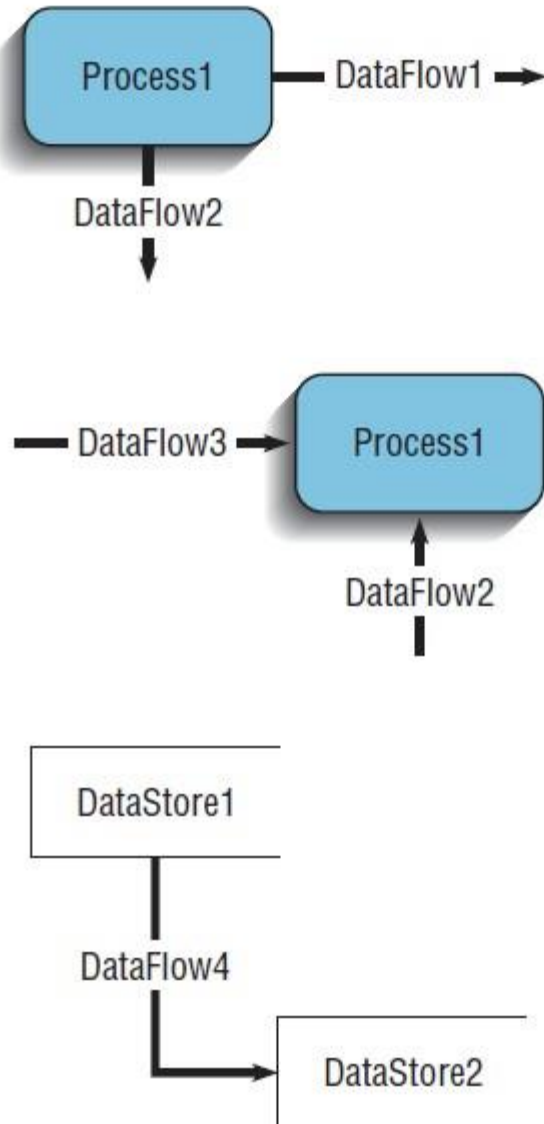 Process1
DataFlow1
DataFlow2
DataFlow3
Process1
DataFlow2
DataStore1
DataFlow4
DataStore2